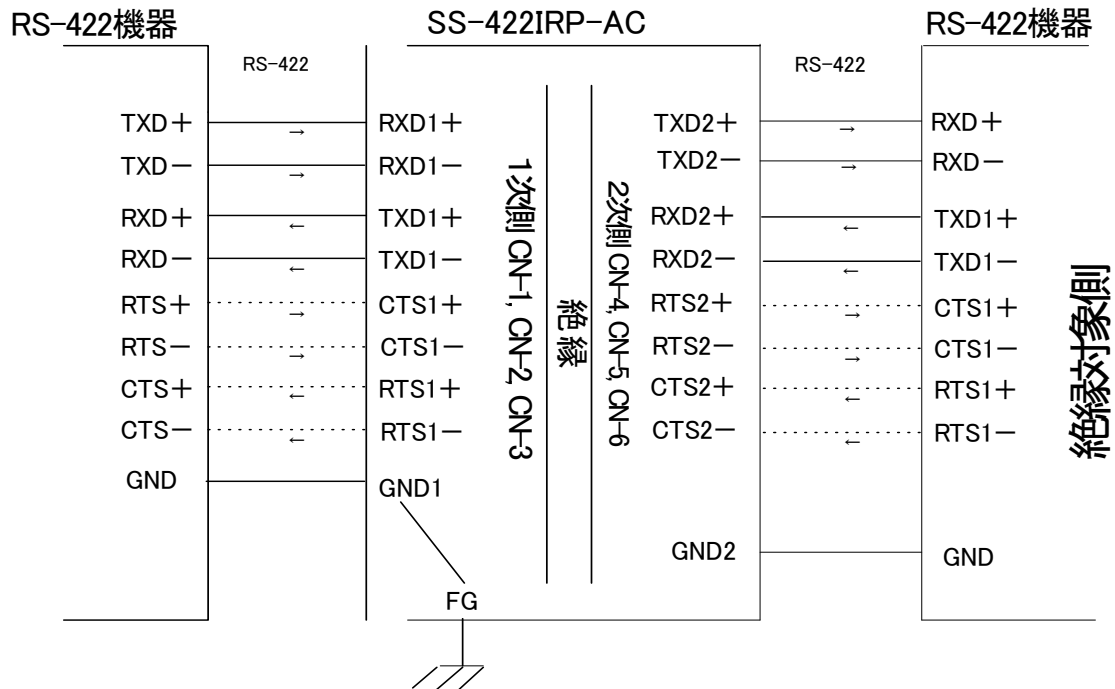 RS-422機器
SS-422IRP-AC
RS-422機器
RS-422
RS-422
TXD+
→
RXD1+
TXD2+
→
RXD+
TXD-
→
RXD1-
TXD2-
→
RXD-
RXD+
←
TXD1+
RXD2+
←
TXD1+
RXD-
←
TXD1-
RXD2-
←
TXD1-
RTS+
→
CTS1+
RTS2+
→
CTS1+
RTS-
→
CTS1-
RTS2-
→
CTS1-
CTS+
←
RTS1+
CTS2+
←
RTS1+
CTS-
←
RTS1-
CTS2-
←
RTS1-
GND
GND1
GND2
GND
FG
1次側 CN-1, CN-2, CN-3
絶縁
2次側 CN-4, CN-5, CN-6
絶縁対象側